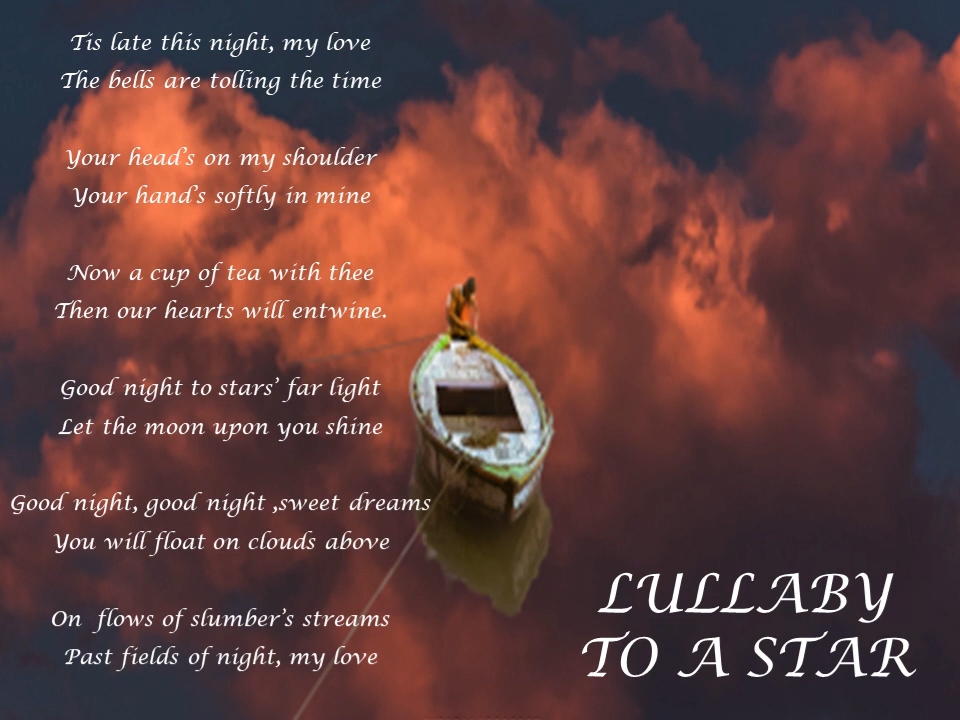 Tis late this night, my love
The bells are tolling the time
Your head's on my shoulder
Your hand's softly in mine
Now a cup of tea with thee
Then our hearts will entwine.
Good night to stars' far light
Let the moon upon you shine
Good night, good night ,sweet dreams
You will float on clouds above
On flows of slumber's streams
Past fields of night, my love
LULLABY
TO A STAR